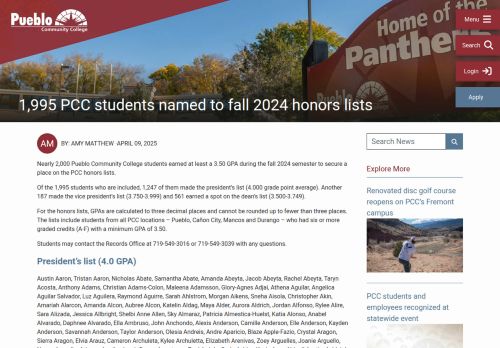 Pueblo
Community College
Home of the
Panthers
Menu
Search
Login
Apply
1,995 PCC students named to fall 2024 honors lists
AM
BY: AMY MATTHEW APRIL 09, 2025
Nearly 2,000 Pueblo Community College students earned at least a 3.50 GPA during the fall 2024 semester to secure a
place on the PCC honors lists.
Of the 1,995 students who are included, 1,247 of them made the president's list (4.000 grade point average). Another
187 made the vice president's list (3.750-3.999) and 561 earned a spot on the dean's list (3.500-3.749).
For the honors lists, GPAs are calculated to three decimal places and cannot be rounded up to fewer than three places.
The lists include students from all PCC locations – Pueblo, Cañon City, Mancos and Durango – who had six or more
graded credits (A-F) with a minimum GPA of 3.50.
Students may contact the Records Office at 719-549-3016 or 719-549-3039 with any questions.
President's list (4.0 GPA)
Austin Aaron, Tristan Aaron, Nicholas Abate, Samantha Abate, Amanda Abeyta, Jacob Abeyta, Rachel Abeyta, Taryn
Acosta, Anthony Adams, Christian Adams-Colon, Maleena Adamsson, Glory-Agnes Adjai, Athena Aguilar, Angelica
Aguilar Salvador, Luz Aguilera, Raymond Aguirre, Sarah Ahlstrom, Morgan Aikens, Sneha Aisola, Christopher Akin,
Amariah Alarcon, Amanda Alcon, Aubree Alcon, Katelin Aldag, Maya Alder, Aurora Aldrich, Jordan Alfonso, Rylee Alire,
Sara Alizada, Jessica Allbright, Shelbi Anne Allen, Sky Almaraz, Patricia Almestica-Huetat, Katia Alonso, Anabel
Alvarado, Daphnee Alvarado, Ella Ambruso, John Anchondo, Alexis Anderson, Camille Anderson, Elle Anderson, Kayden
Anderson, Savannah Anderson, Taylor Anderson, Olesia Andreis, Andre Aparicio, Blaze Apple-Fazio, Crystal Aragon,
Sierra Aragon, Elvia Arauz, Cameron Archuleta, Kylee Archuletta, Elizabeth Arenivas, Zoey Arguelles, Joanie Arguello,
Search News
Explore More
Renovated disc golf course
reopens on PCC's Fremont
campus
PCC students and
employees recognized at
statewide event